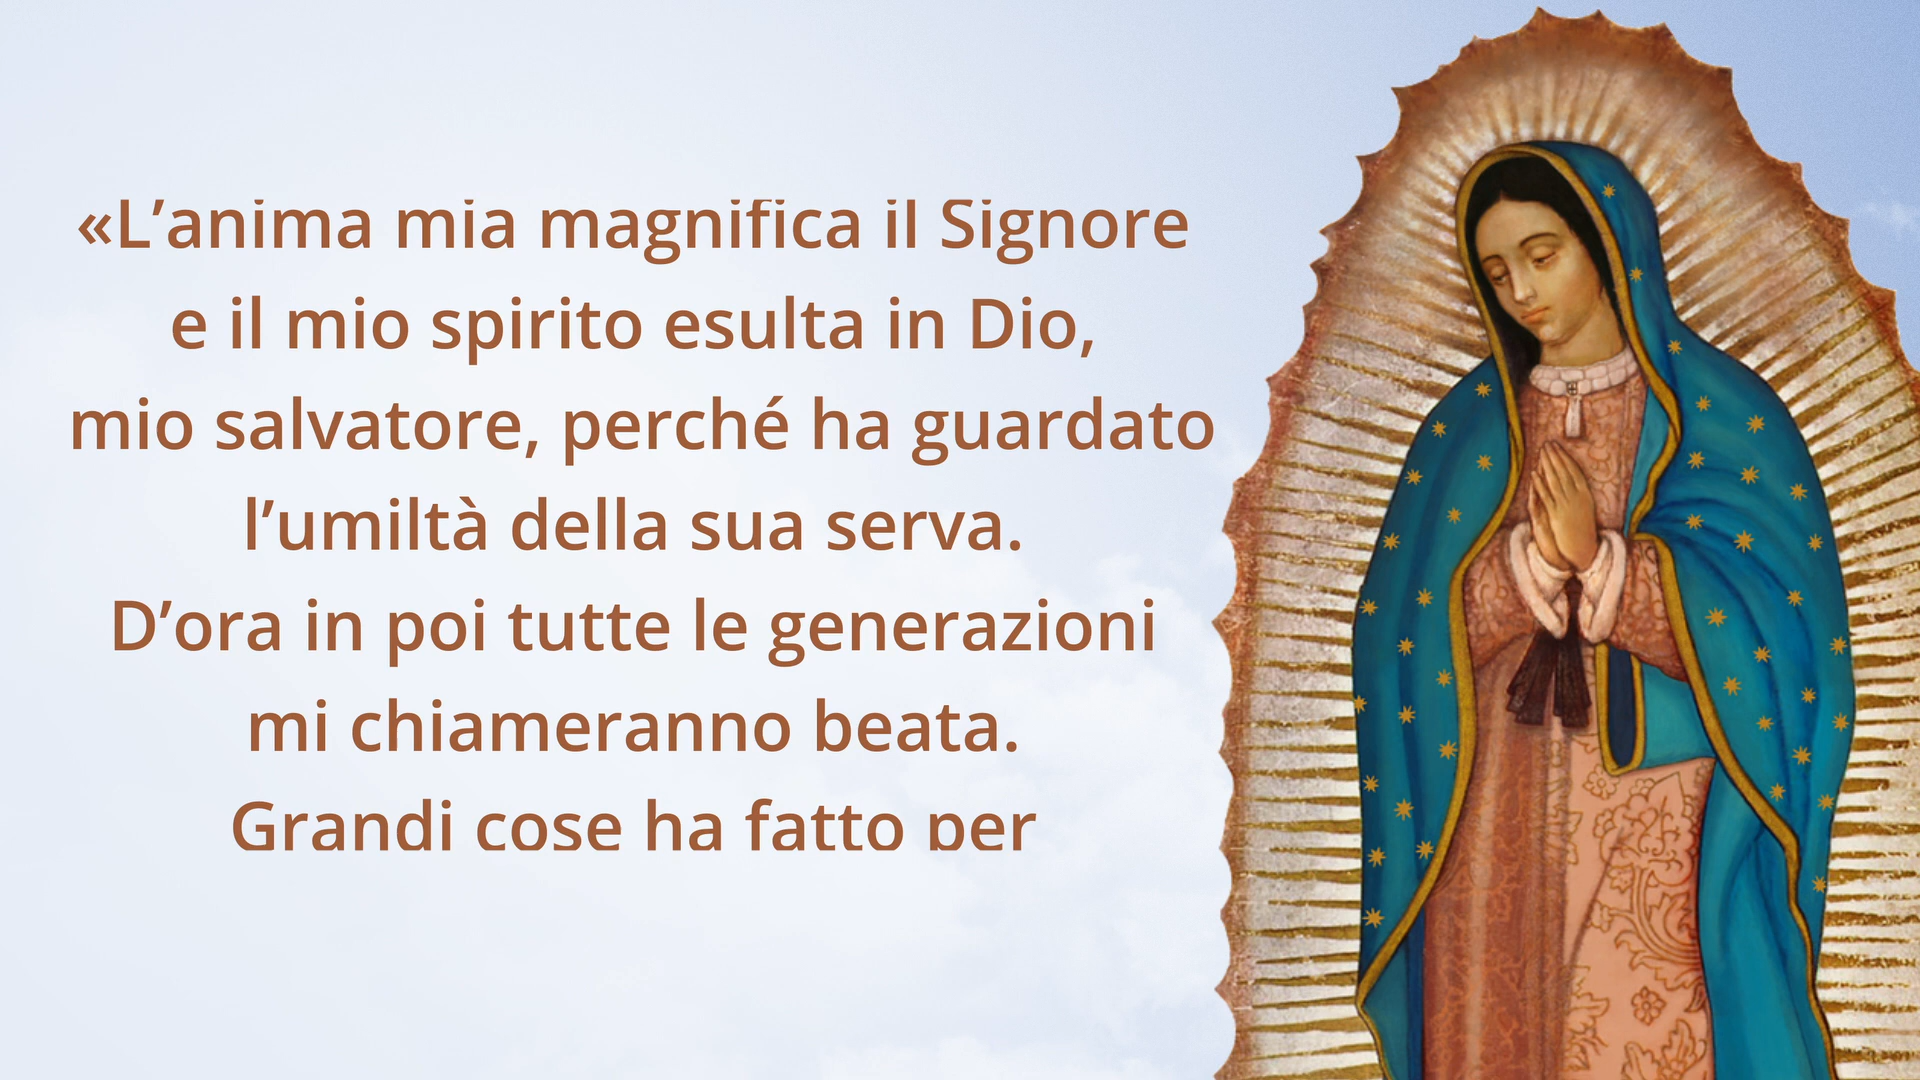 «L’anima mia magnifica il Signore
e il mio spirito esulta in Dio,
mio salvatore, perché ha guardato
l’umiltà della sua serva.
D’ora in poi tutte le generazioni
mi chiameranno beata.
Grandi cose ha fatto per